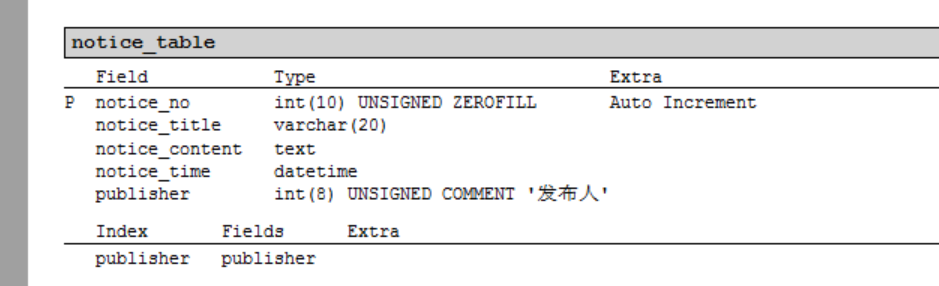 notice_table
Field Type Extra
P notice_no int(10) UNSIGNED ZEROFILL Auto Increment
notice_title varchar(20)
notice_content text
notice_time datetime
publisher int(8) UNSIGNED COMMENT '发布人'
Index Fields Extra
publisher publisher